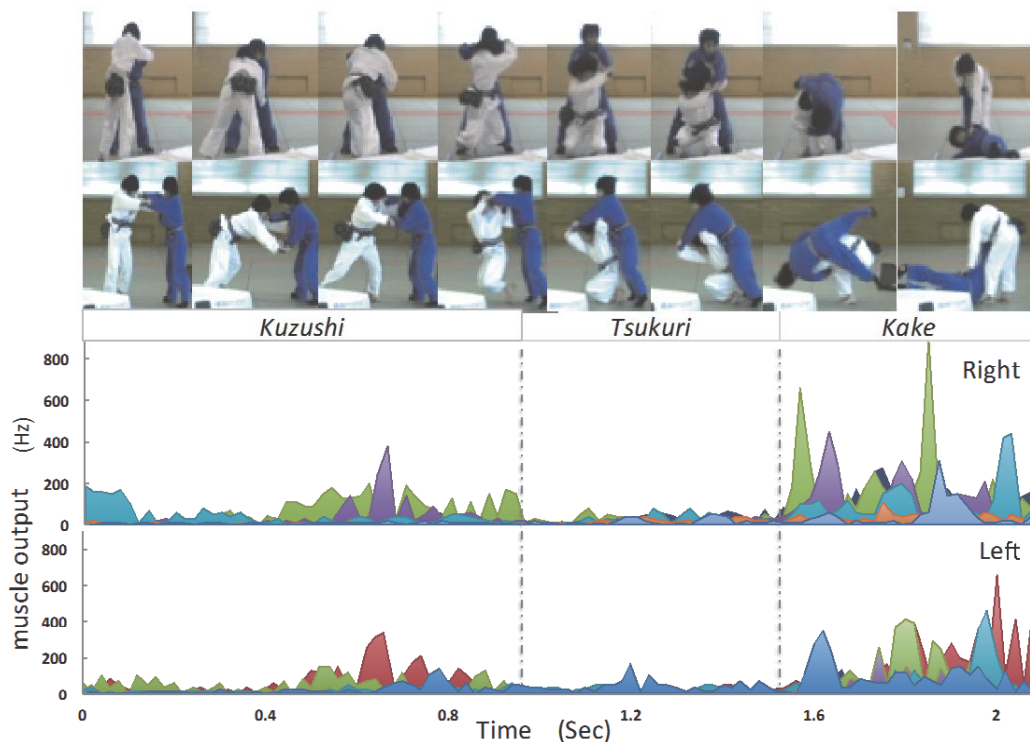 Kuzushi Tsukuri Kake
Right
800
600
400
200
0
Left
800
600
400
200
0
muscle output (Hz)
0 0.4 0.8 1.2 1.6 2
Time (Sec)